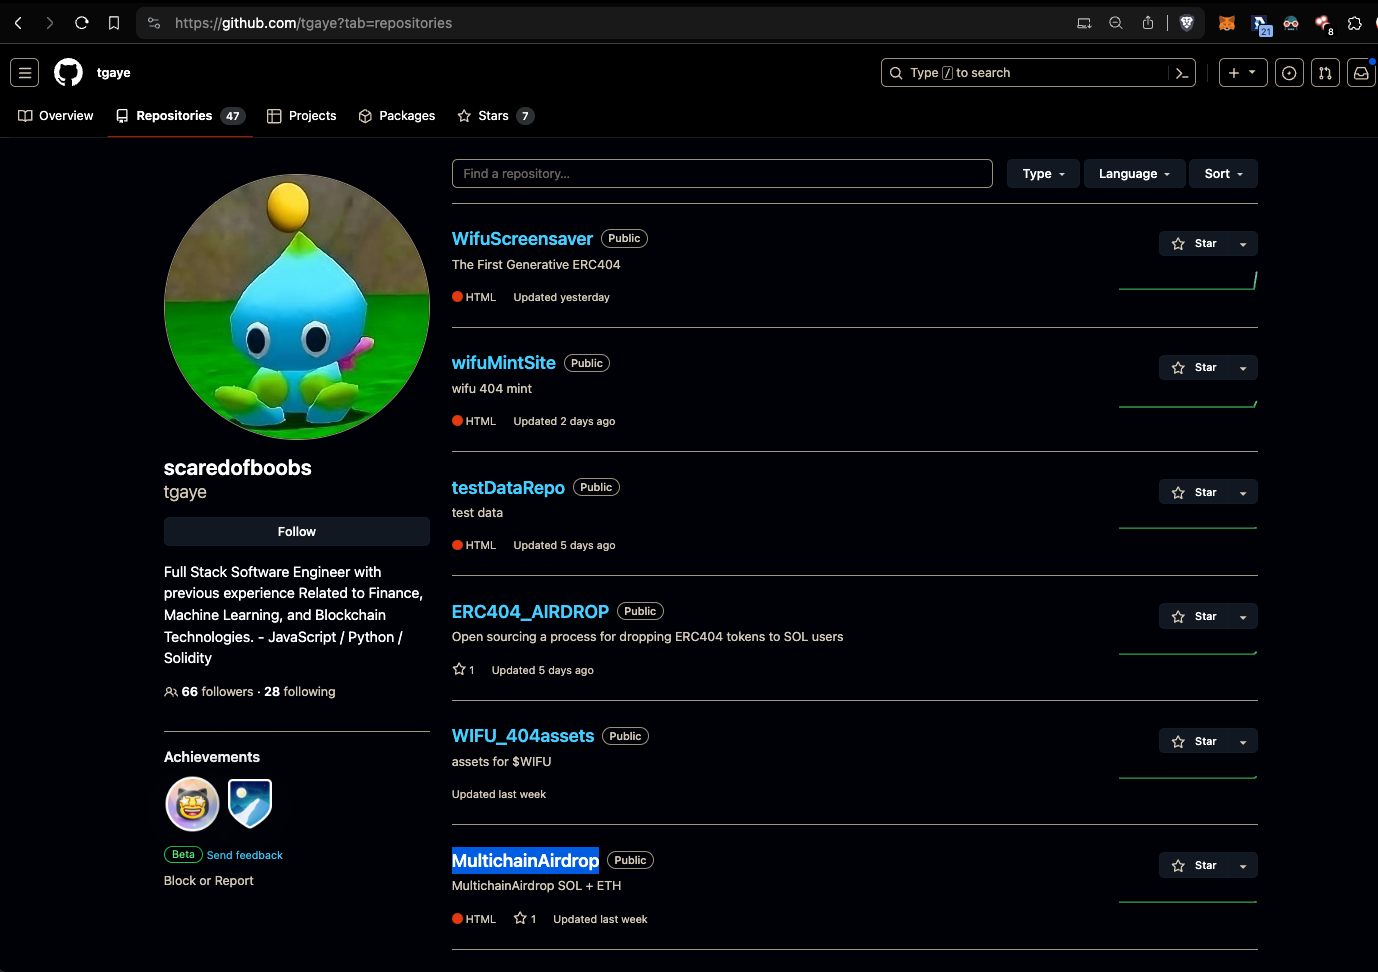 https://github.com/tgaye?tab=repositories
21
8
tgaye
Type / to search
Overview
Repositories 47
Projects
Packages
Stars 7
Find a repository...
Type
Language
Sort
WifuScreensaver Public
Star
The First Generative ERC404
HTML Updated yesterday
wifuMintSite Public
Star
wifu 404 mint
HTML Updated 2 days ago
scaredofboobs
tgaye
Follow
Full Stack Software Engineer with
previous experience Related to Finance,
Machine Learning, and Blockchain
Technologies. - JavaScript / Python /
Solidity
66 followers · 28 following
Achievements
Beta Send feedback
Block or Report
testDataRepo Public
Star
test data
HTML Updated 5 days ago
ERC404_AIRDROP Public
Star
Open sourcing a process for dropping ERC404 tokens to SOL users
1 Updated 5 days ago
WIFU_404assets Public
Star
assets for $WIFU
Updated last week
MultichainAirdrop Public
Star
MultichainAirdrop SOL + ETH
HTML 1 Updated last week